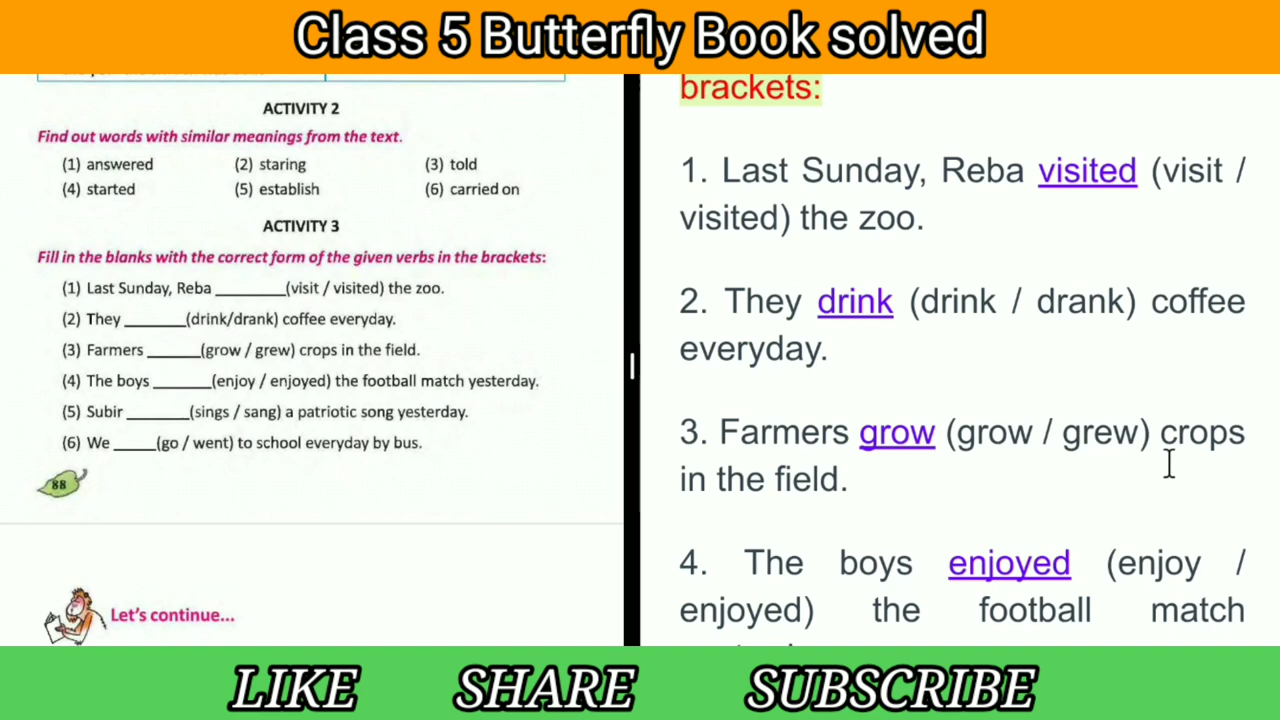 Class 5 Butterfly Book solved
ACTIVITY 2
Find out words with similar meanings from the text.
(1) answered (2) staring (3) told
(4) started (5) establish (6) carried on
ACTIVITY 3
Fill in the blanks with the correct form of the given verbs in the brackets:
(1) Last Sunday, Reba ________(visit / visited) the zoo.
(2) They _______(drink/drank) coffee everyday.
(3) Farmers ______(grow / grew) crops in the field.
(4) The boys _______(enjoy / enjoyed) the football match yesterday.
(5) Subir _______(sings / sang) a patriotic song yesterday.
(6) We _____(go / went) to school everyday by bus.
88
Let's continue...
brackets:
1. Last Sunday, Reba visited (visit /
visited) the zoo.
2. They drink (drink / drank) coffee
everyday.
3. Farmers grow (grow / grew) crops
in the field.
4. The boys enjoyed (enjoy /
enjoyed) the football match
LIKE SHARE SUBSCRIBE